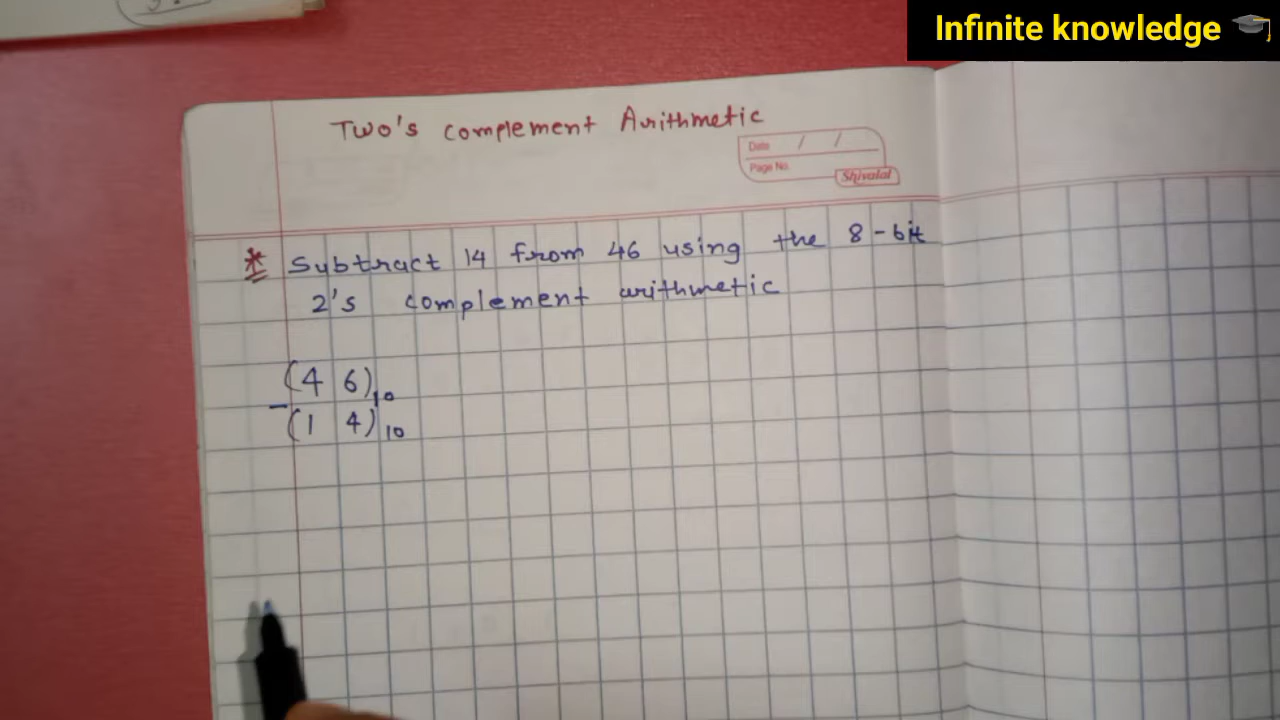 Infinite knowledge
Two's complement Arithmetic
Date / /
Page No.
Shivalal
* Subtract 14 from 46 using the 8-bit
2's complement arithmetic
(4 6)10
- (1 4)10